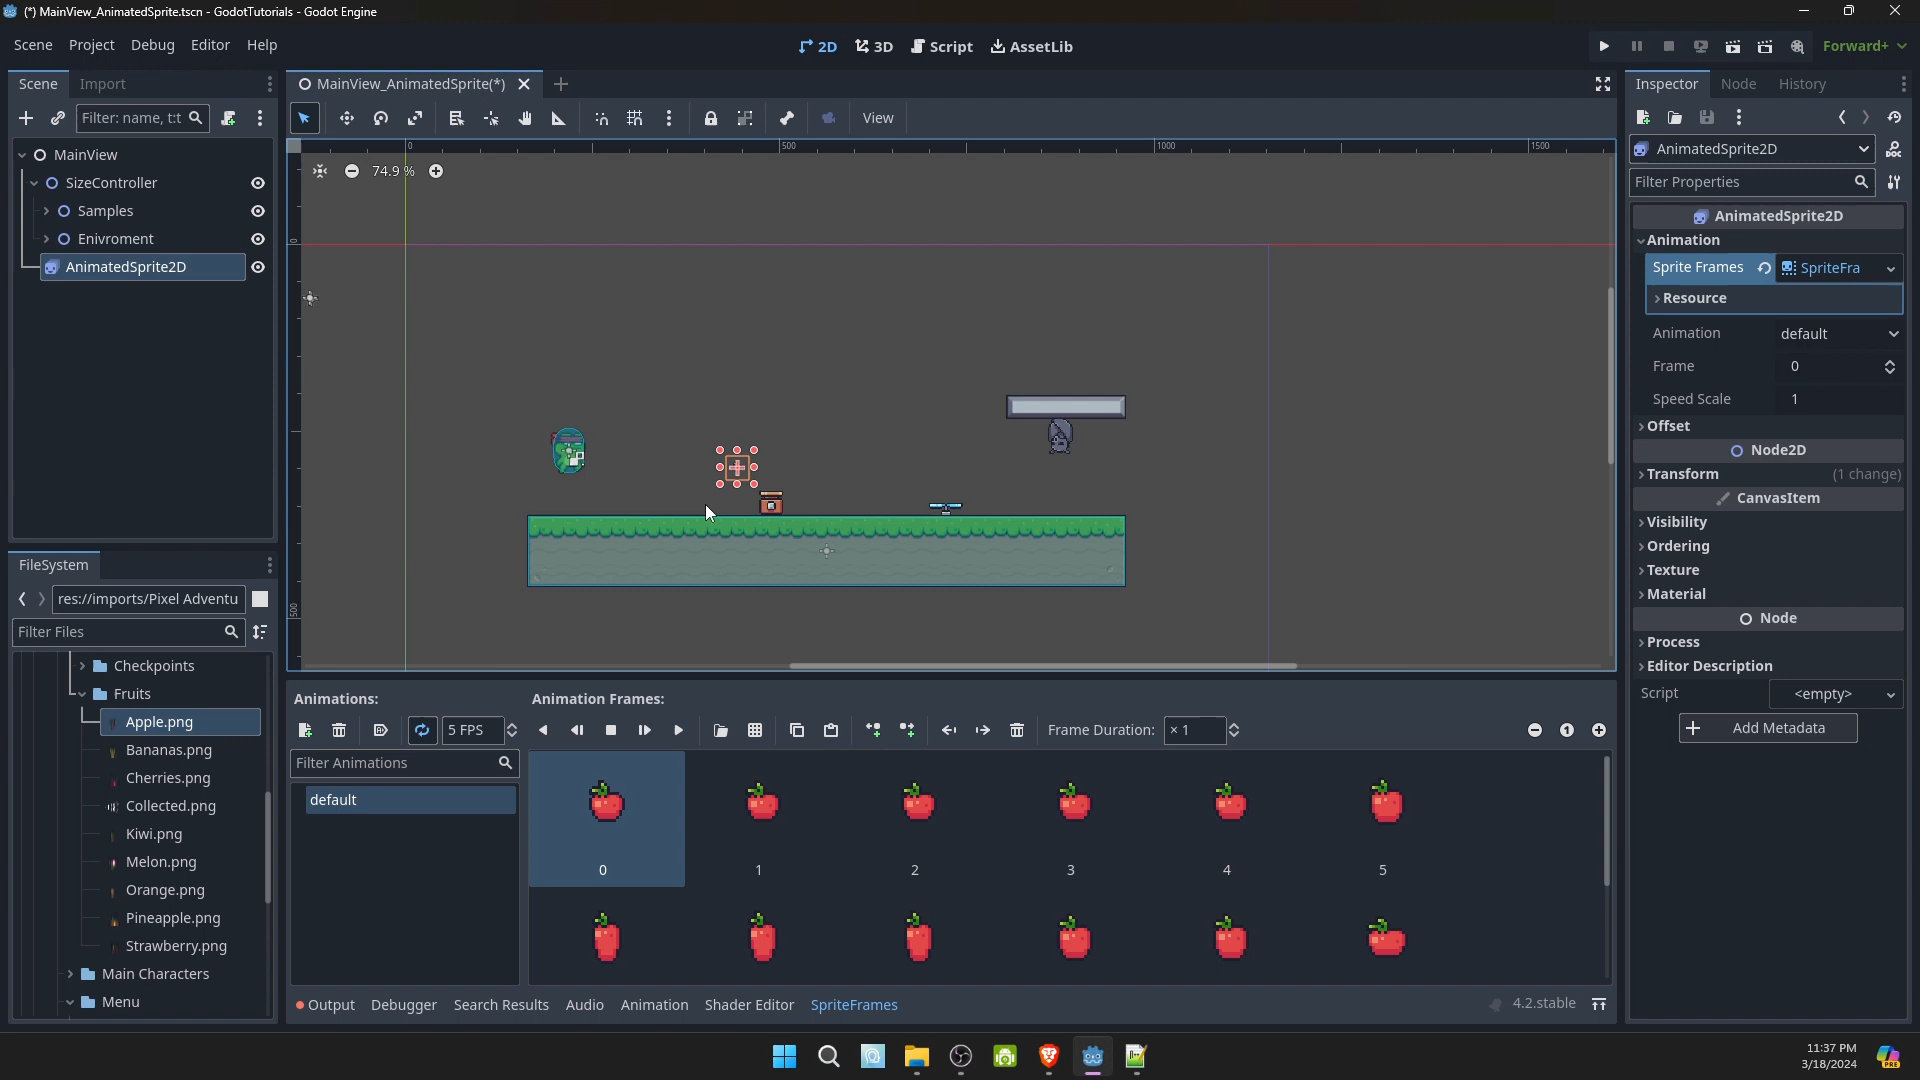 (*) MainView_AnimatedSprite.tscn - GodotTutorials - Godot Engine
Scene Project Debug Editor Help
2D 3D Script AssetLib
Forward+
Scene Import
MainView_AnimatedSprite(*)
Inspector Node History
Filter: name, t:t
View
AnimatedSprite2D
Filter Properties
MainView
SizeController
Samples
Enivroment
AnimatedSprite2D
0 500 1000 1500
74.9 %
0
500
AnimatedSprite2D
Animation
Sprite Frames SpriteFra
Resource
Animation default
Frame 0
Speed Scale 1
Offset
Node2D
Transform (1 change)
CanvasItem
Visibility
Ordering
Texture
Material
Node
Process
Editor Description
Script <empty>
Add Metadata
FileSystem
res://imports/Pixel Adventu
Filter Files
Checkpoints
Fruits
Apple.png
Bananas.png
Cherries.png
Collected.png
Kiwi.png
Melon.png
Orange.png
Pineapple.png
Strawberry.png
Main Characters
Menu
Animations: Animation Frames:
5 FPS
Frame Duration: × 1
1
Filter Animations
default
0 1 2 3 4 5
Output Debugger Search Results Audio Animation Shader Editor SpriteFrames
4.2.stable
11:37 PM
3/18/2024
PRE